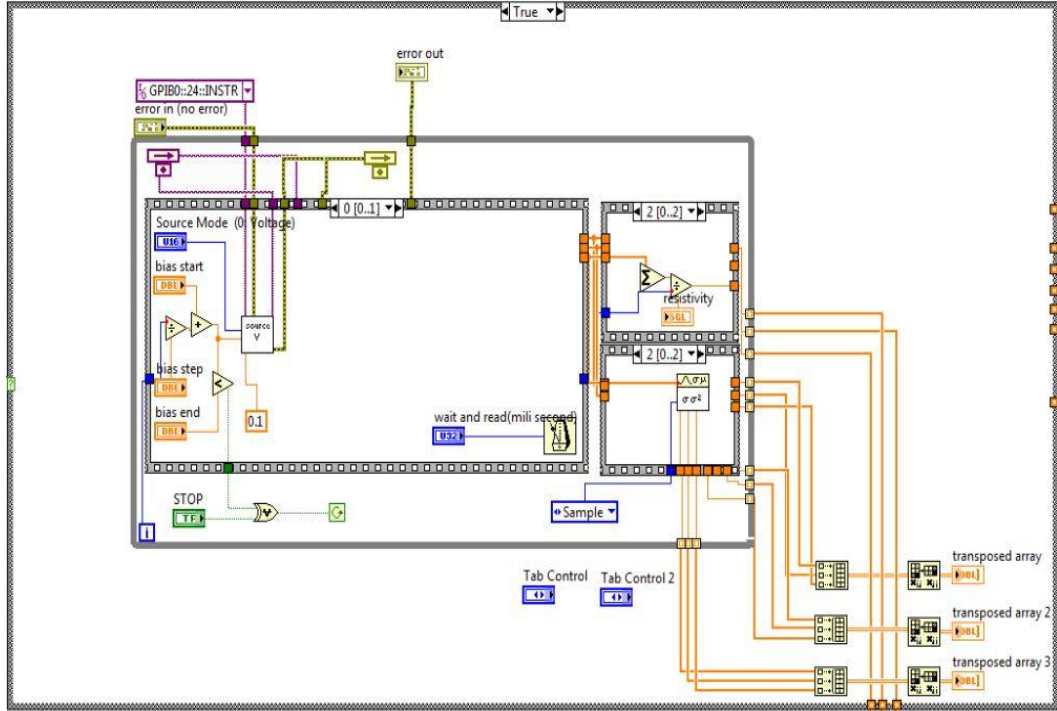 True
error out
GPIB0::24::INSTR
error in (no error)
0 [0..1]
2 [0..2]
Source Mode (0: Voltage)
U16
bias start
DBL
source
V
resistivity
SGL
2 [0..2]
bias step
DBL
σμ
σσ²
bias end
DBL
0.1
wait and read(mili second)
U32
STOP
TF
i
Sample
Tab Control
Tab Control 2
transposed array
DBL]
transposed array 2
DBL]
transposed array 3
DBL]